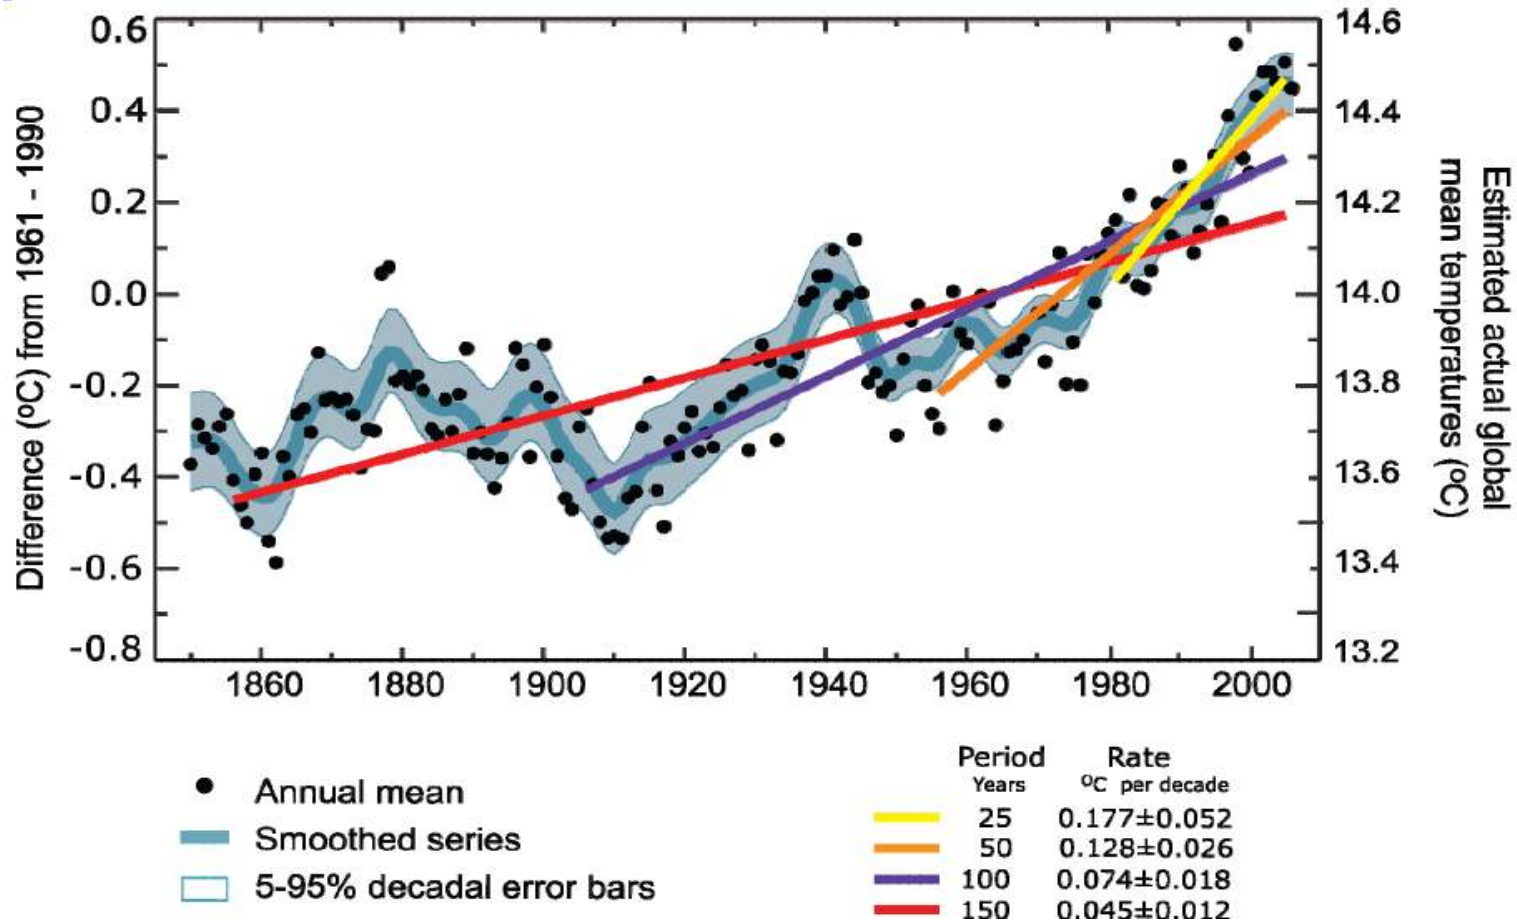 0.6
0.4
0.2
0.0
-0.2
-0.4
-0.6
-0.8
Difference (ºC) from 1961 - 1990
14.6
14.4
14.2
14.0
13.8
13.6
13.4
13.2
Estimated actual global
mean temperatures (ºC)
1860 1880 1900 1920 1940 1960 1980 2000
Annual mean
Smoothed series
5-95% decadal error bars
Period Rate
Years ºC per decade
25 0.177±0.052
50 0.128±0.026
100 0.074±0.018
150 0.045±0.012